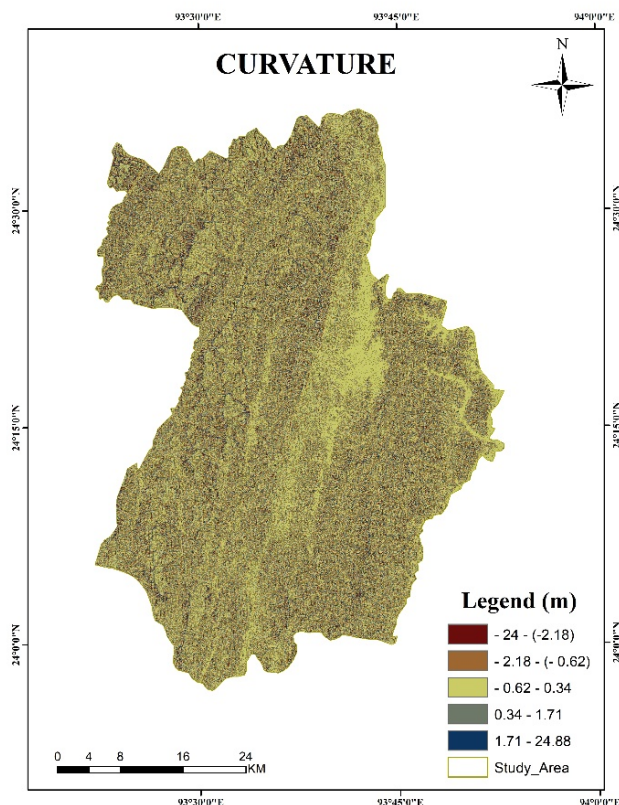 93°30'0"E 93°45'0"E 94°0'0"E
N
CURVATURE
24°30'0"N 24°30'0"N
24°15'0"N 24°15'0"N
24°0'0"N 24°0'0"N
Legend (m)
- 24 - (-2.18)
- 2.18 - (- 0.62)
- 0.62 - 0.34
0.34 - 1.71
1.71 - 24.88
Study_Area
0 4 8 16 24
KM
93°30'0"E 93°45'0"E 94°0'0"E